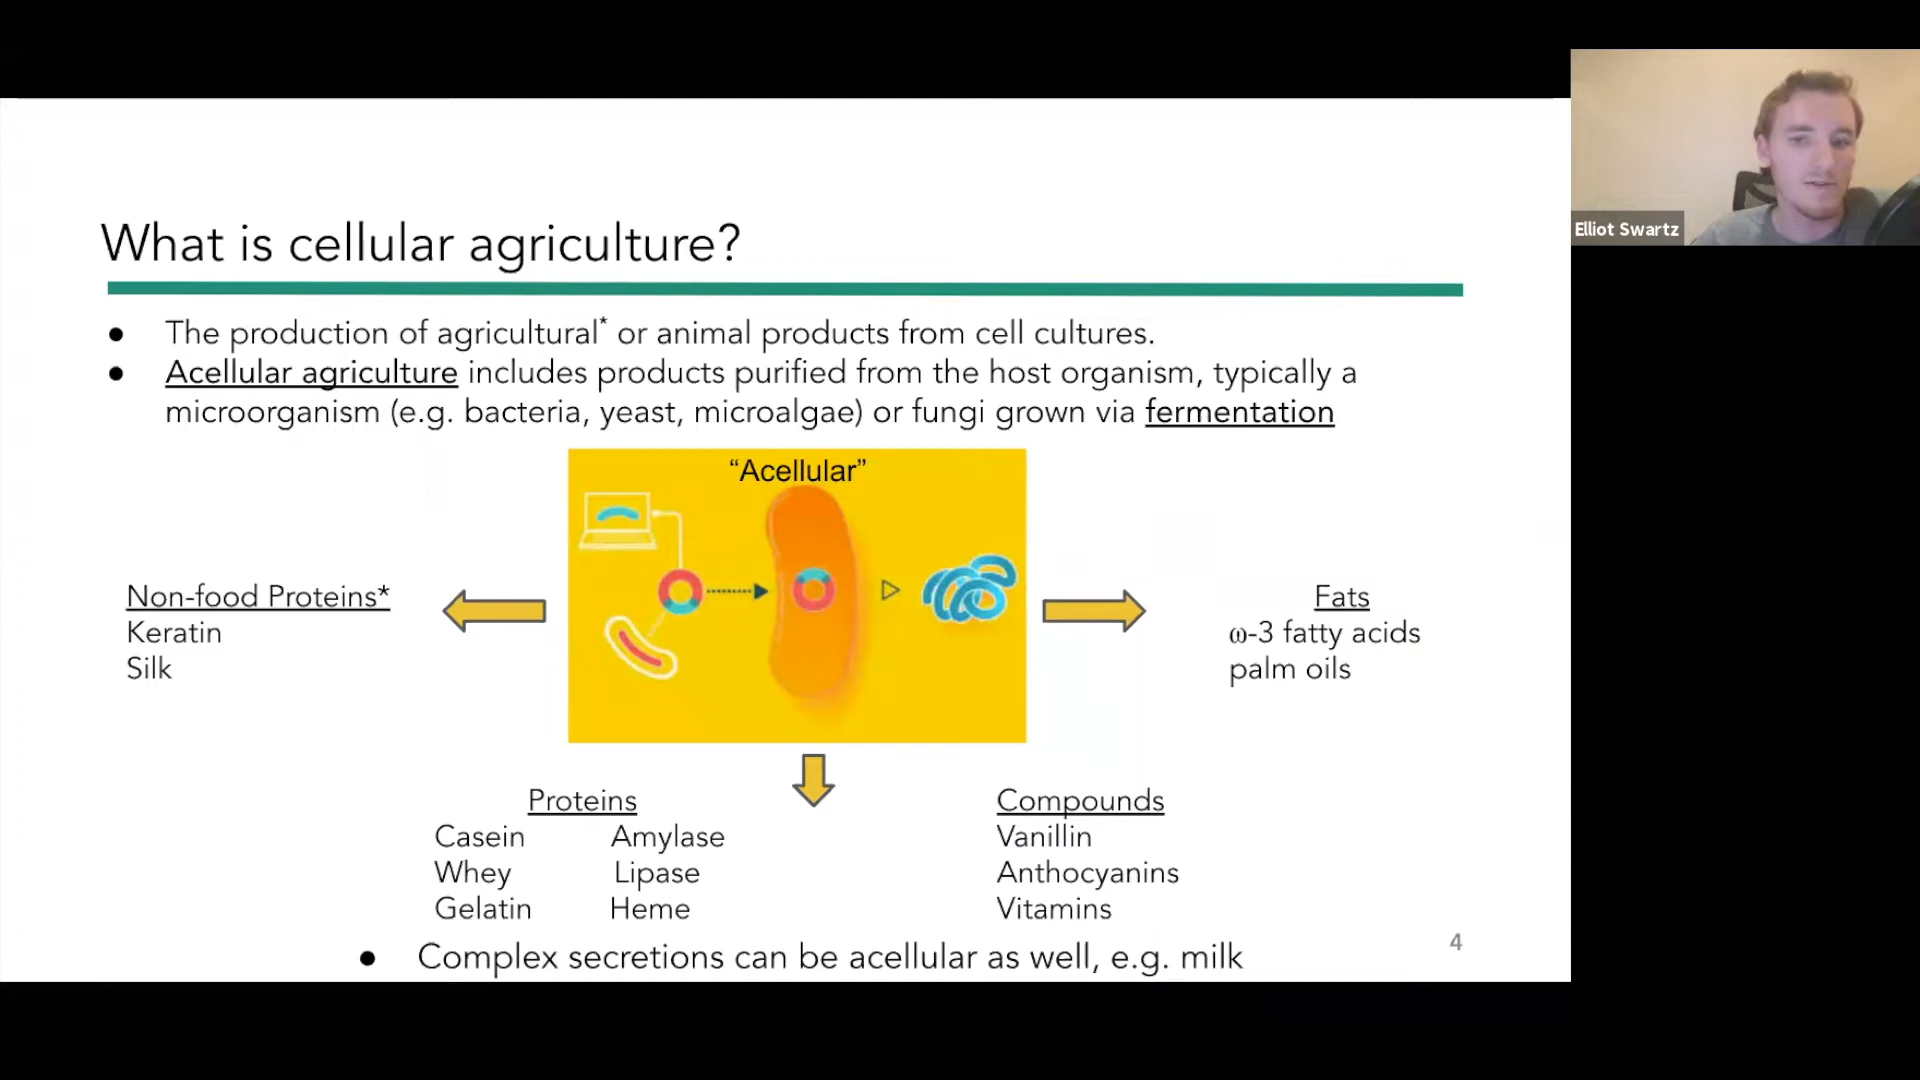 Elliot Swartz
What is cellular agriculture?
● The production of agricultural* or animal products from cell cultures.
● Acellular agriculture includes products purified from the host organism, typically a
microorganism (e.g. bacteria, yeast, microalgae) or fungi grown via fermentation
“Acellular”
Non-food Proteins*
Keratin
Silk
Fats
ω-3 fatty acids
palm oils
Proteins
Casein Amylase
Whey Lipase
Gelatin Heme
Compounds
Vanillin
Anthocyanins
Vitamins
● Complex secretions can be acellular as well, e.g. milk
4